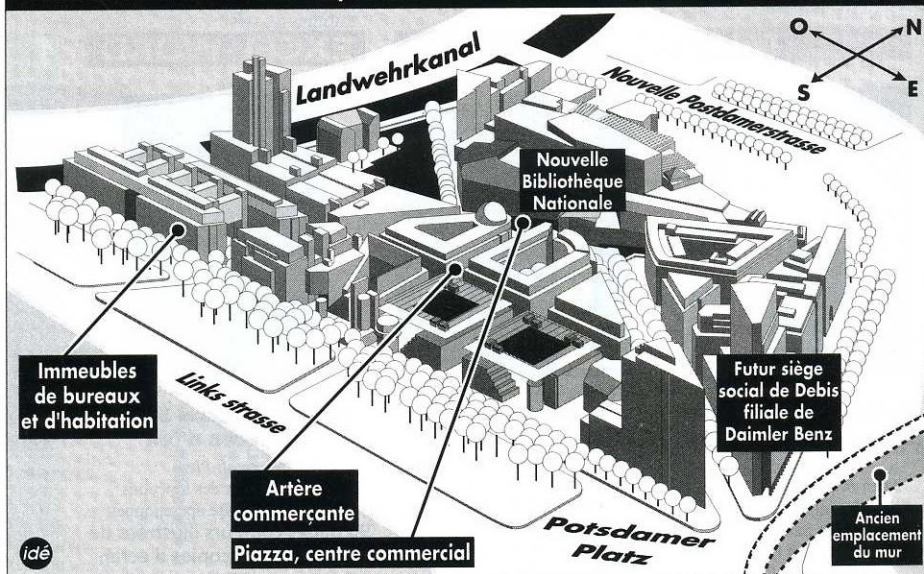 Landwehrkanal
O
N
S
E
Nouvelle Postdamerstrasse
Nouvelle
Bibliothèque
Nationale
Immeubles
de bureaux
et d'habitation
Links strasse
Futur siège
social de Debis
filiale de
Daimler Benz
Artère
commerçante
Piazza, centre commercial
Potsdamer
Platz
Ancien
emplacement
du mur
idé